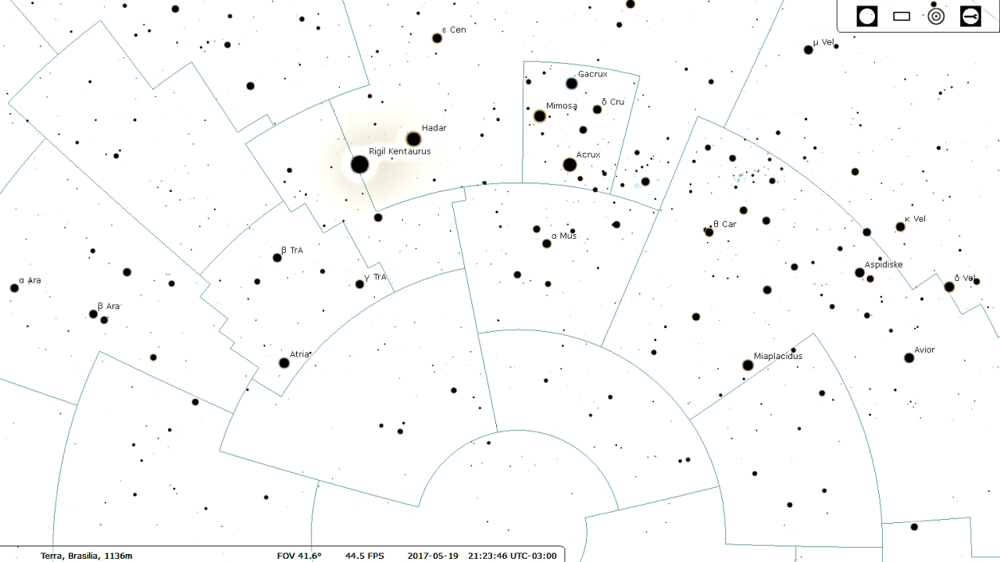 ε Cen
μ Vel
Gacrux
Mimosa
δ Cru
Hadar
Rigil Kentaurus
Acrux
κ Vel
θ Car
α Mus
β TrA
Aspidiske
γ TrA
δ Vel
α Ara
β Ara
Atria
Miaplacidus
Avior
Terra, Brasília, 1136m FOV 41.6° 44.5 FPS 2017-05-19 21:23:46 UTC-03:00